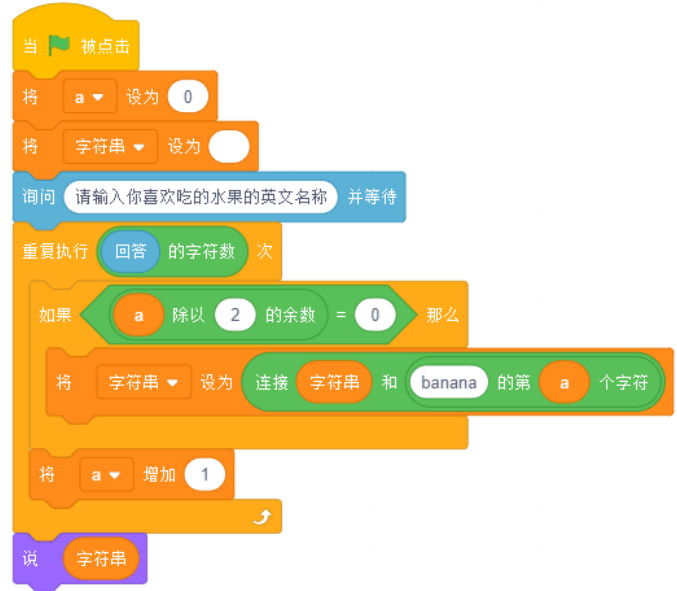 当 被点击
将 a 设为 0
将 字符串 设为
询问 请输入你喜欢吃的水果的英文名称 并等待
重复执行 回答 的字符数 次
如果 a 除以 2 的余数 = 0 那么
将 字符串 设为 连接 字符串 和 banana 的第 a 个字符
将 a 增加 1
说 字符串